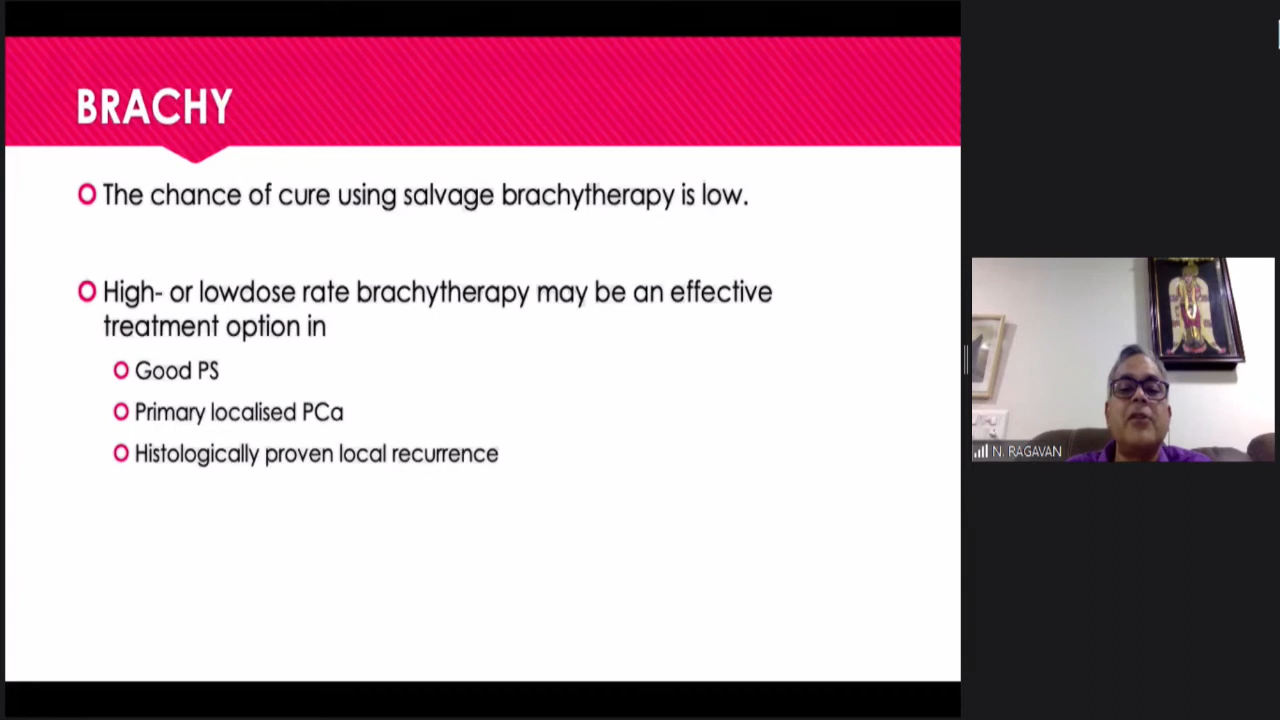 BRACHY
The chance of cure using salvage brachytherapy is low.
High- or lowdose rate brachytherapy may be an effective
treatment option in
Good PS
Primary localised PCa
Histologically proven local recurrence
N. RAGAVAN